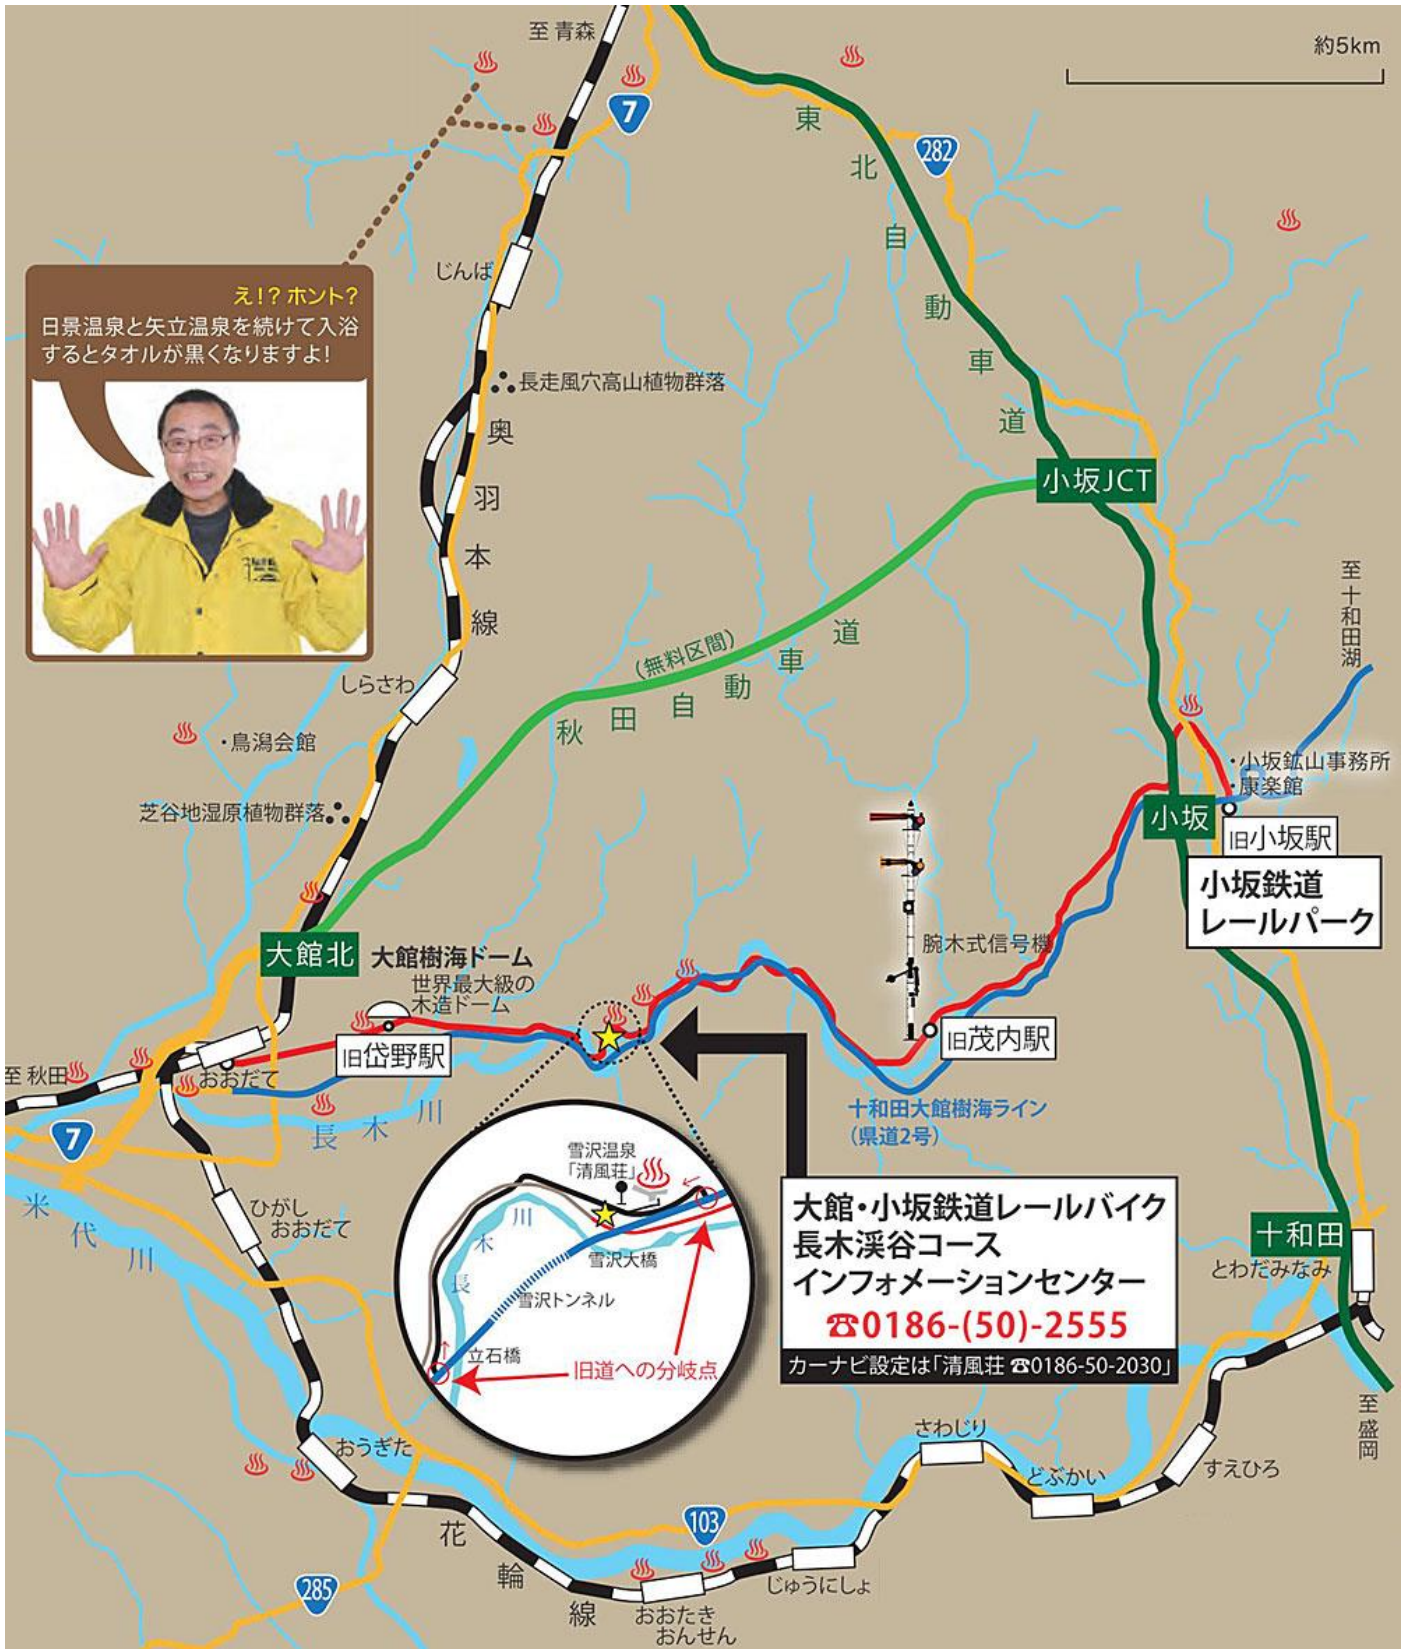 至 青森
約5km
7
東北自動車道
282
じんば
え!? ホント?
日景温泉と矢立温泉を続けて入浴
するとタオルが黒くなりますよ!
長走風穴高山植物群落
奥羽本線
小坂JCT
至十和田湖
(無料区間)
秋田自動車道
しらさわ
・鳥潟会館
芝谷地湿原植物群落
・小坂鉱山事務所
・康楽館
小坂
旧小坂駅
小坂鉄道
レールパーク
大館北
大館樹海ドーム
世界最大級の
木造ドーム
腕木式信号機
旧岱野駅
旧茂内駅
至 秋田
おおだて
長木川
十和田大館樹海ライン
(県道2号)
7
米代川
ひがし
おおだて
雪沢温泉
「清風荘」
長木川
雪沢大橋
雪沢トンネル
立石橋
旧道への分岐点
大館・小坂鉄道レールバイク
長木渓谷コース
インフォメーションセンター
☎0186-(50)-2555
カーナビ設定は「清風荘 ☎0186-50-2030」
十和田
とわだみなみ
至盛岡
おうぎた
さわじり
どぶかい
すえひろ
103
花輪線
285
じゅうにしょ
おおたき
おんせん